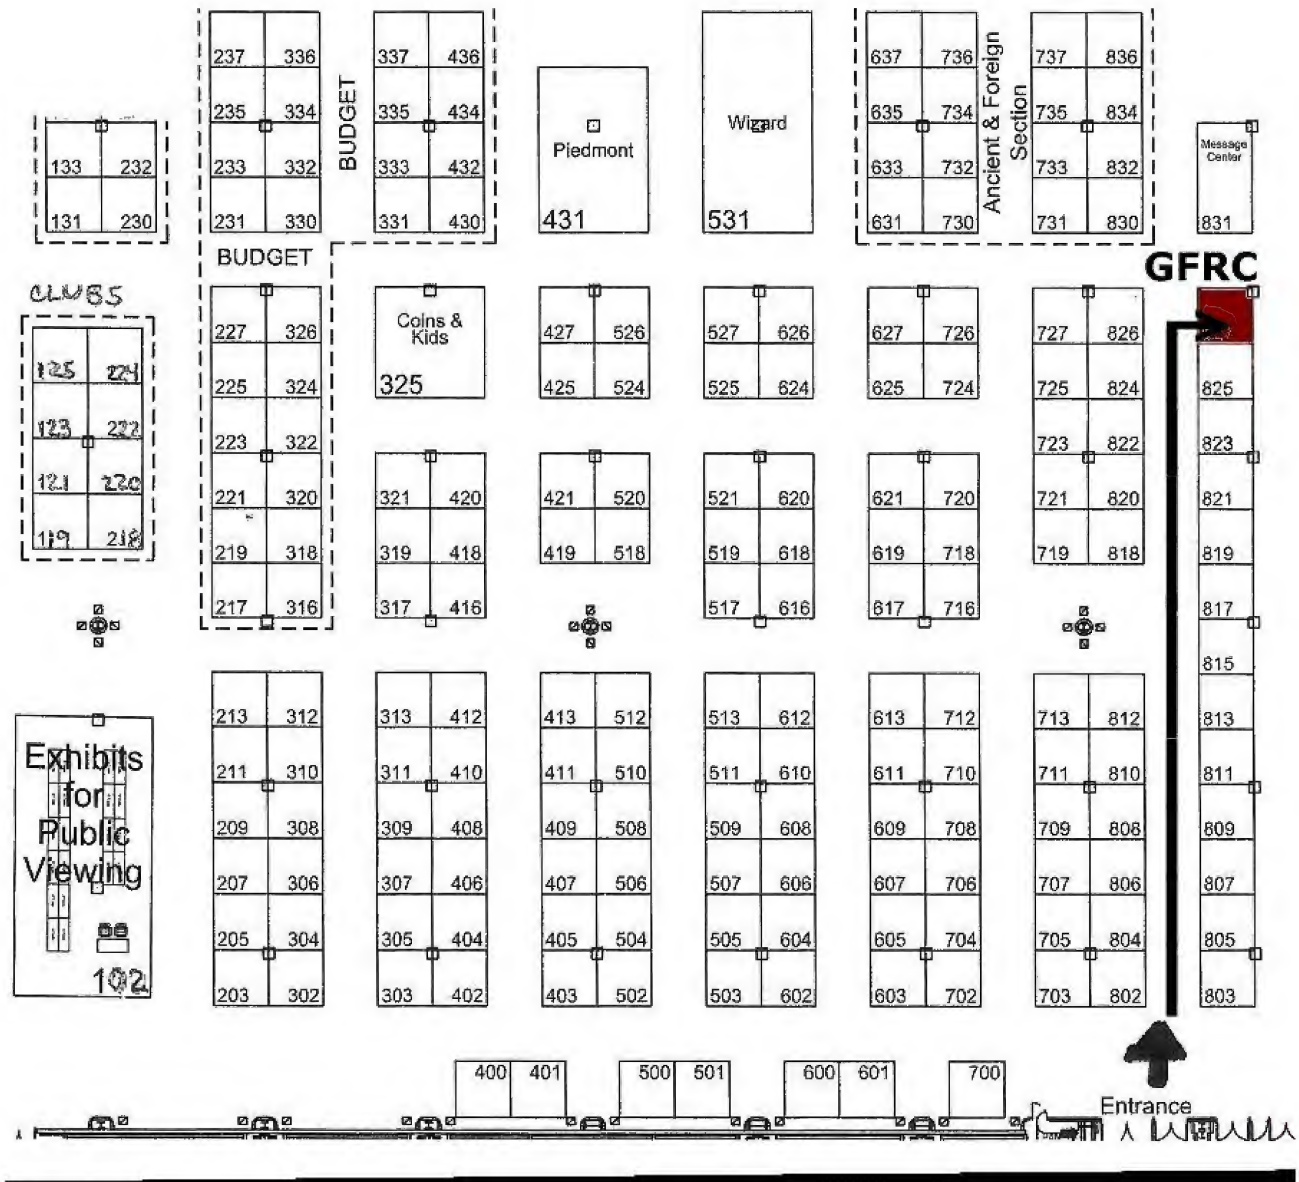 237 336 337 436 637 736 737 836
235 334 335 434 635 734 735 834
BUDGET
Piedmont
Wizard
Ancient & Foreign
Section
Message
Center
133 232 233 332 333 432 633 732 733 832
131 230 231 330 331 430 431 531 631 730 731 830 831
BUDGET
GFRC
CLUBS
Coins &
Kids
227 326 427 526 527 626 627 726 727 826
125 224 225 324 325 425 524 525 624 625 724 725 824 825
123 222 223 322 723 822 823
121 220 221 320 321 420 421 520 521 620 621 720 721 820 821
119 218 219 318 319 418 419 518 519 618 619 718 719 818 819
217 316 317 416 517 616 617 716 817
815
213 312 313 412 413 512 513 612 613 712 713 812 813
Exhibits
for
Public
Viewing
102
211 310 311 410 411 510 511 610 611 710 711 810 811
209 308 309 408 409 508 509 608 609 708 709 808 809
207 306 307 406 407 506 507 606 607 706 707 806 807
205 304 305 404 405 504 505 604 605 704 705 804 805
203 302 303 402 403 502 503 602 603 702 703 802 803
400 401 500 501 600 601 700
Entrance